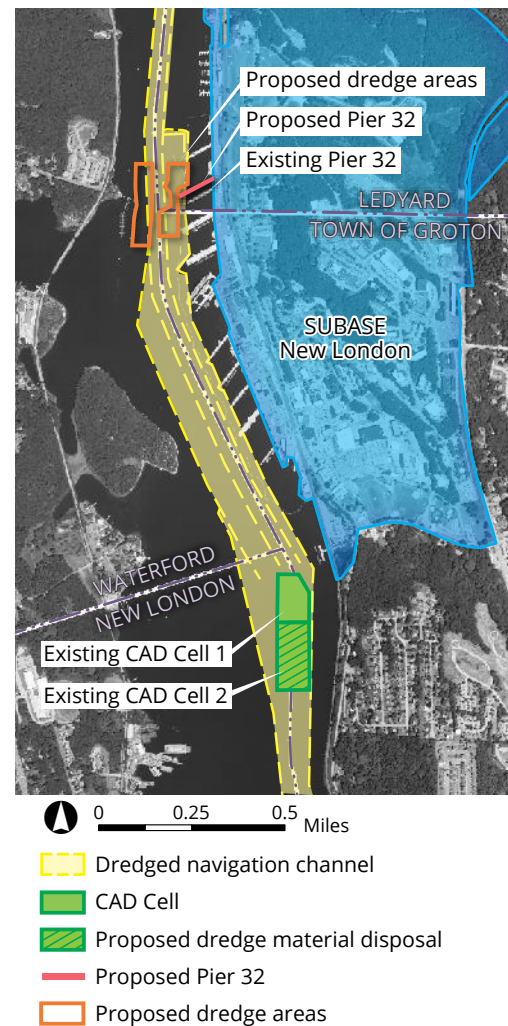 Proposed dredge areas
Proposed Pier 32
Existing Pier 32
LEDYARD
TOWN OF GROTON
SUBASE
New London
WATERFORD
NEW LONDON
Existing CAD Cell 1
Existing CAD Cell 2
0 0.25 0.5 Miles
Dredged navigation channel
CAD Cell
Proposed dredge material disposal
Proposed Pier 32
Proposed dredge areas